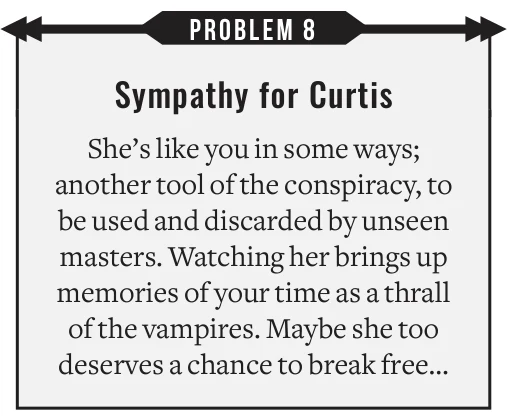 PROBLEM 8
Sympathy for Curtis
She’s like you in some ways;
another tool of the conspiracy, to
be used and discarded by unseen
masters. Watching her brings up
memories of your time as a thrall
of the vampires. Maybe she too
deserves a chance to break free...